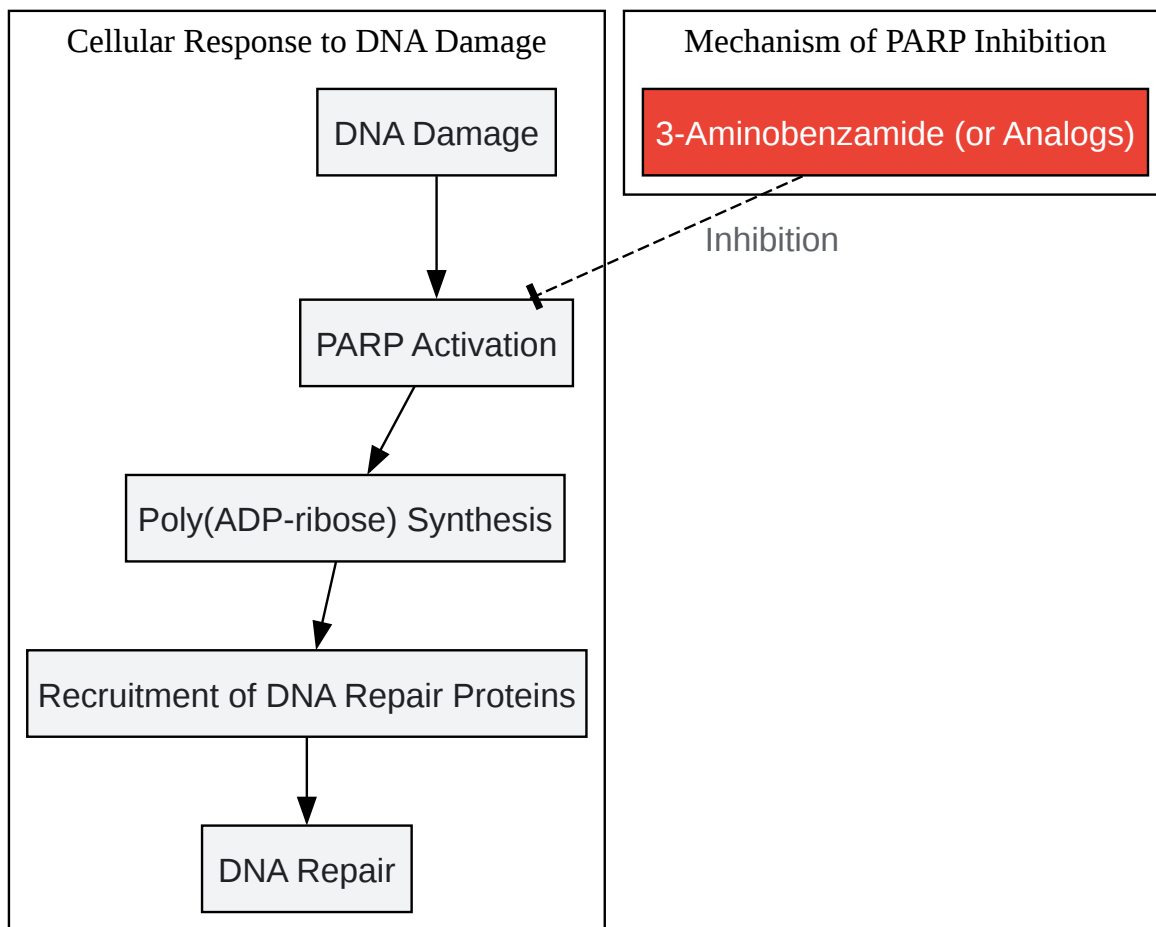 Cellular Response to DNA Damage
DNA Damage
PARP Activation
Poly(ADP-ribose) Synthesis
Recruitment of DNA Repair Proteins
DNA Repair
Mechanism of PARP Inhibition
3-Aminobenzamide (or Analogs)
Inhibition